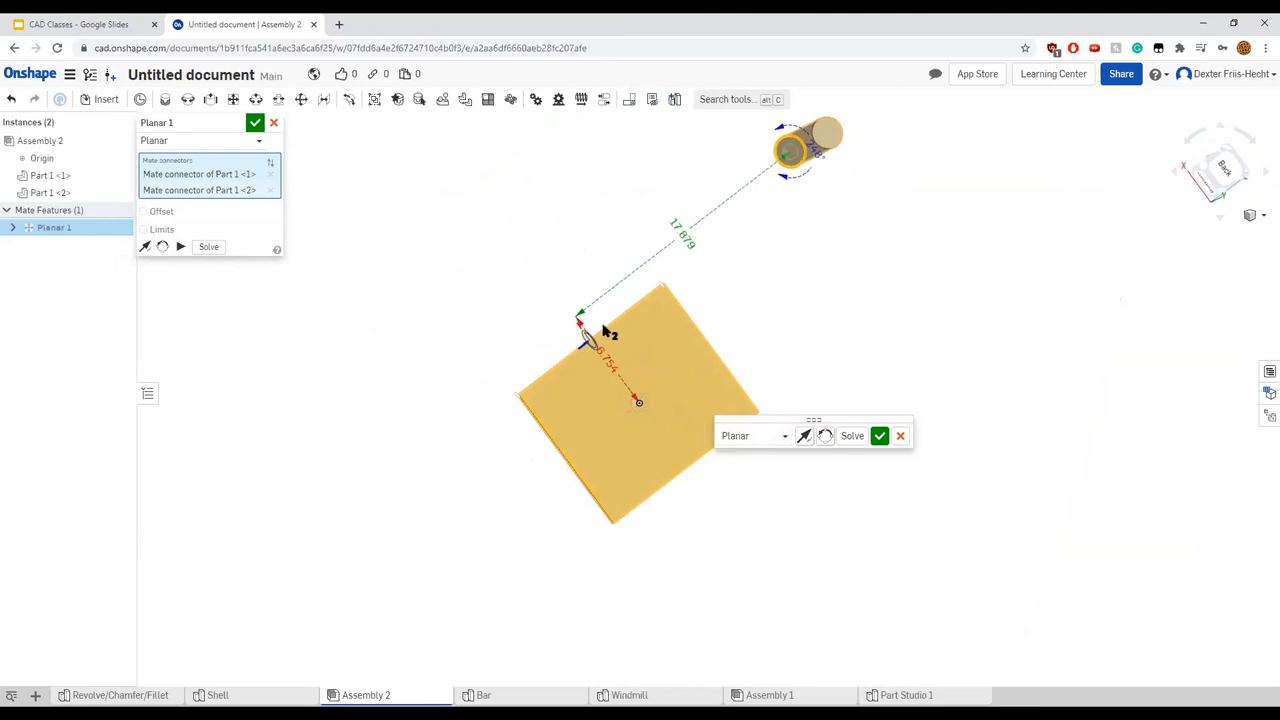 CAD Classes - Google Slides
Untitled document | Assembly 2
cad.onshape.com/documents/1b911fca541a6ec3a6ca6f25/w/07fdd6a4e2f6724710c4b0f3/e/a2aa6df6660aeb28fc207afe
Onshape
Untitled document Main
0
0
0
App Store
Learning Center
Share
Dexter Friis-Hecht
Insert
Search tools...
alt C
Instances (2)
Assembly 2
Origin
Part 1 <1>
Part 1 <2>
Mate Features (1)
Planar 1
Planar 1
Planar
Mate connectors
Mate connector of Part 1 <1>
Mate connector of Part 1 <2>
Offset
Limits
Solve
17.879
6.754
2
Back
X
Y
Planar
Solve
Revolve/Chamfer/Fillet
Shell
Assembly 2
Bar
Windmill
Assembly 1
Part Studio 1